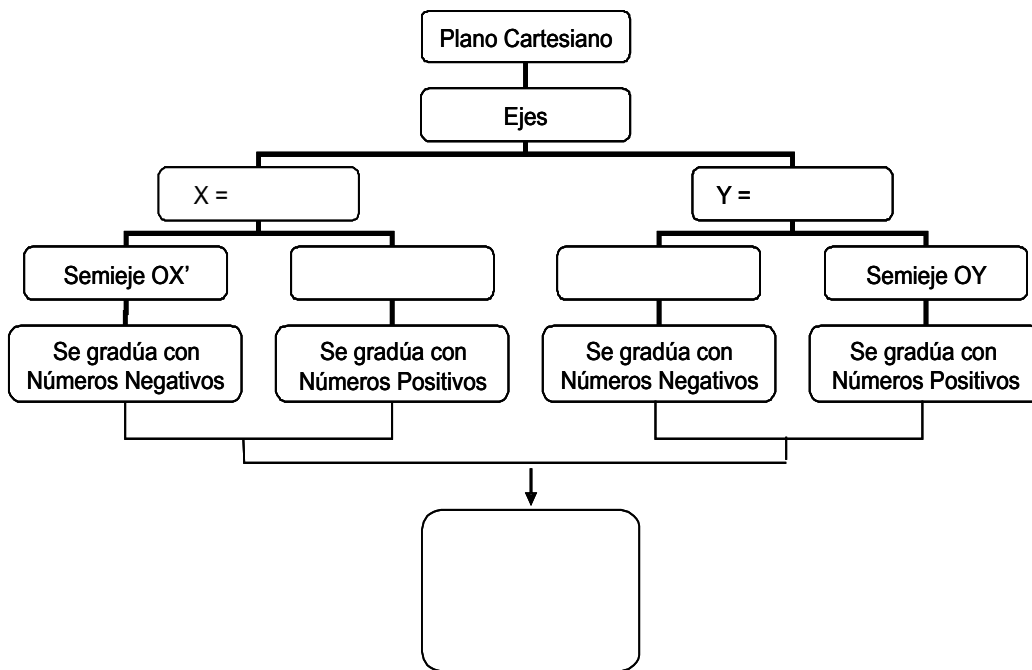 Plano Cartesiano
Ejes
X =
Y =
Semieje OX’
Semieje OY
Se gradúa con
Números Negativos
Se gradúa con
Números Positivos
Se gradúa con
Números Negativos
Se gradúa con
Números Positivos